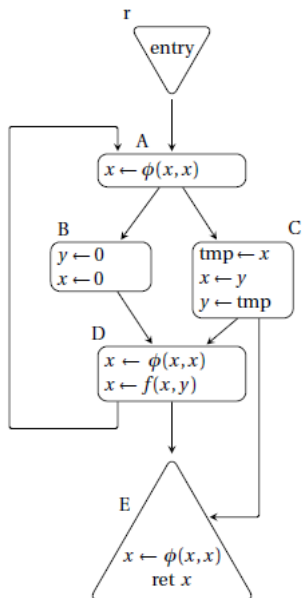 r
entry
A
x ← ϕ(x, x)
B
y ← 0
x ← 0
C
tmp ← x
x ← y
y ← tmp
D
x ← ϕ(x, x)
x ← f(x, y)
E
x ← ϕ(x, x)
ret x